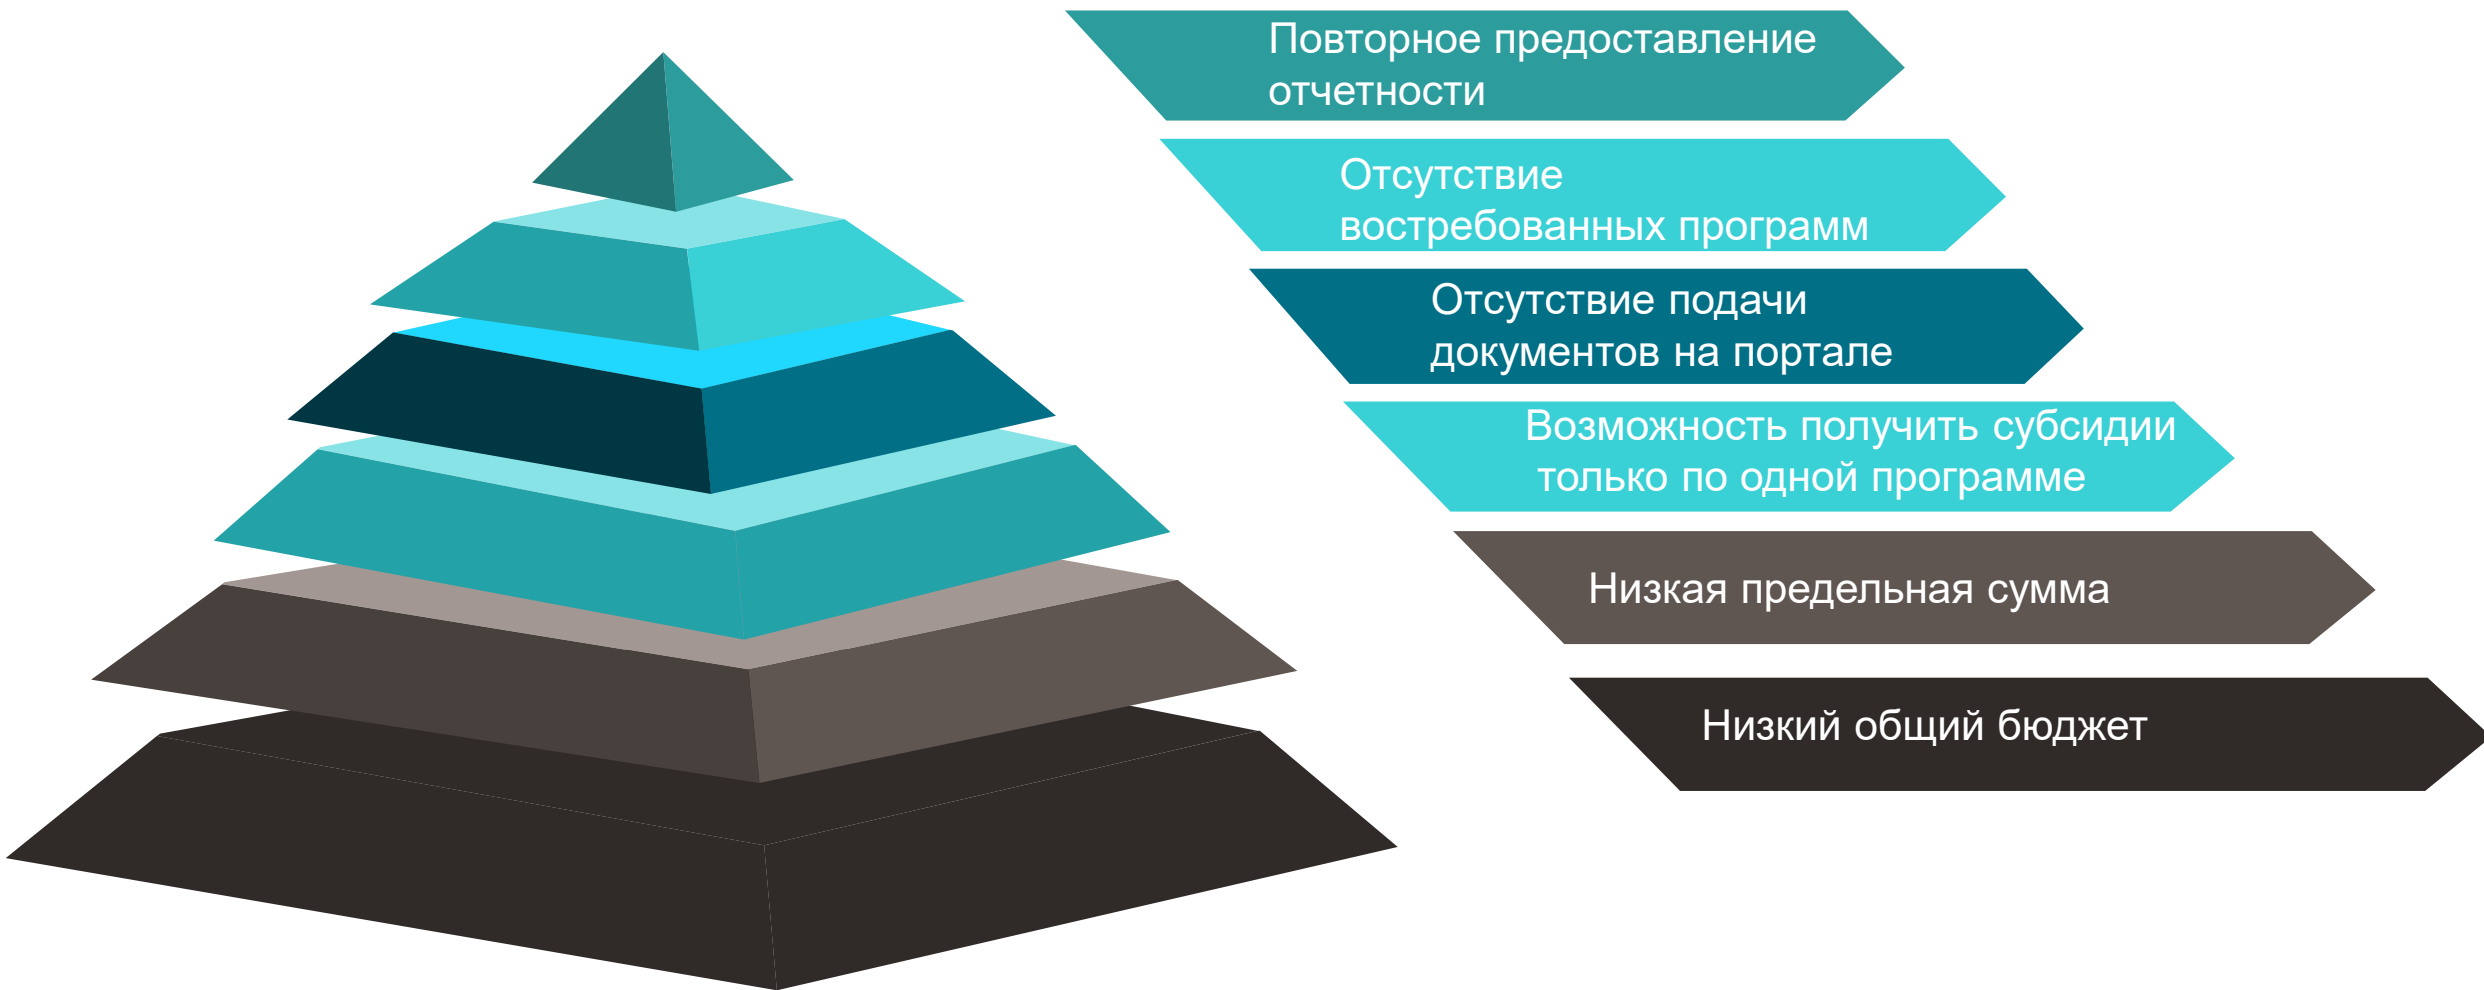 Повторное предоставление
отчетности
Отсутствие
востребованных программ
Отсутствие подачи
документов на портале
Возможность получить субсидии
только по одной программе
Низкая предельная сумма
Низкий общий бюджет